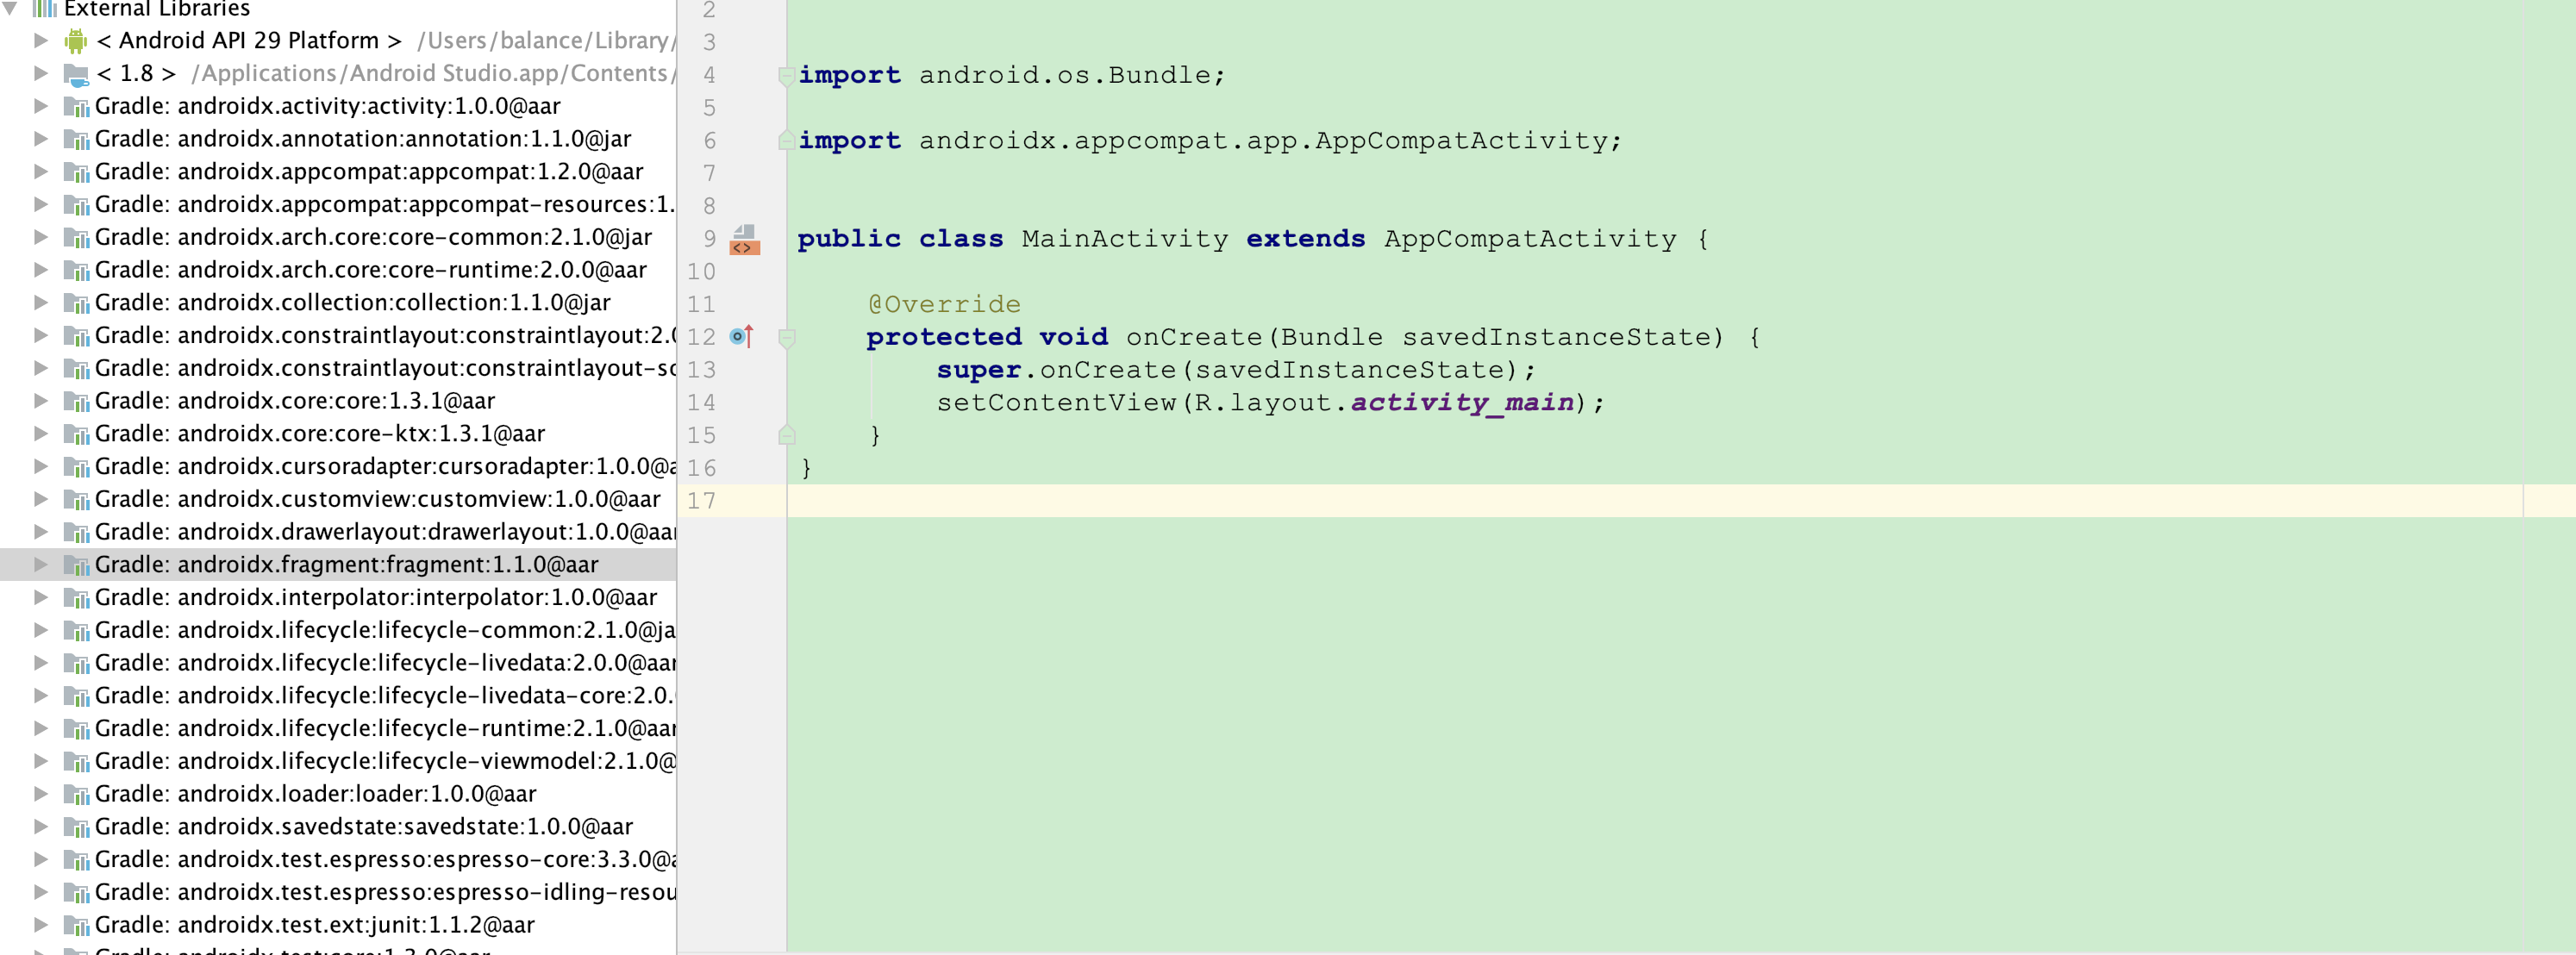 External Libraries
< Android API 29 Platform > /Users/balance/Library/
< 1.8 > /Applications/Android Studio.app/Contents/
Gradle: androidx.activity:activity:1.0.0@aar
Gradle: androidx.annotation:annotation:1.1.0@jar
Gradle: androidx.appcompat:appcompat:1.2.0@aar
Gradle: androidx.appcompat:appcompat-resources:1.
Gradle: androidx.arch.core:core-common:2.1.0@jar
Gradle: androidx.arch.core:core-runtime:2.0.0@aar
Gradle: androidx.collection:collection:1.1.0@jar
Gradle: androidx.constraintlayout:constraintlayout:2.0
Gradle: androidx.constraintlayout:constraintlayout-so
Gradle: androidx.core:core:1.3.1@aar
Gradle: androidx.core:core-ktx:1.3.1@aar
Gradle: androidx.cursoradapter:cursoradapter:1.0.0@a
Gradle: androidx.customview:customview:1.0.0@aar
Gradle: androidx.drawerlayout:drawerlayout:1.0.0@aar
Gradle: androidx.fragment:fragment:1.1.0@aar
Gradle: androidx.interpolator:interpolator:1.0.0@aar
Gradle: androidx.lifecycle:lifecycle-common:2.1.0@ja
Gradle: androidx.lifecycle:lifecycle-livedata:2.0.0@aar
Gradle: androidx.lifecycle:lifecycle-livedata-core:2.0.
Gradle: androidx.lifecycle:lifecycle-runtime:2.1.0@aar
Gradle: androidx.lifecycle:lifecycle-viewmodel:2.1.0@
Gradle: androidx.loader:loader:1.0.0@aar
Gradle: androidx.savedstate:savedstate:1.0.0@aar
Gradle: androidx.test.espresso:espresso-core:3.3.0@a
Gradle: androidx.test.espresso:espresso-idling-resou
Gradle: androidx.test.ext:junit:1.1.2@aar
Gradle: androidx.test:core:1.3.0@aar
2
3
4 import android.os.Bundle;
5
6 import androidx.appcompat.app.AppCompatActivity;
7
8
9 public class MainActivity extends AppCompatActivity {
10
11 @Override
12 protected void onCreate(Bundle savedInstanceState) {
13 super.onCreate(savedInstanceState);
14 setContentView(R.layout.activity_main);
15 }
16 }
17